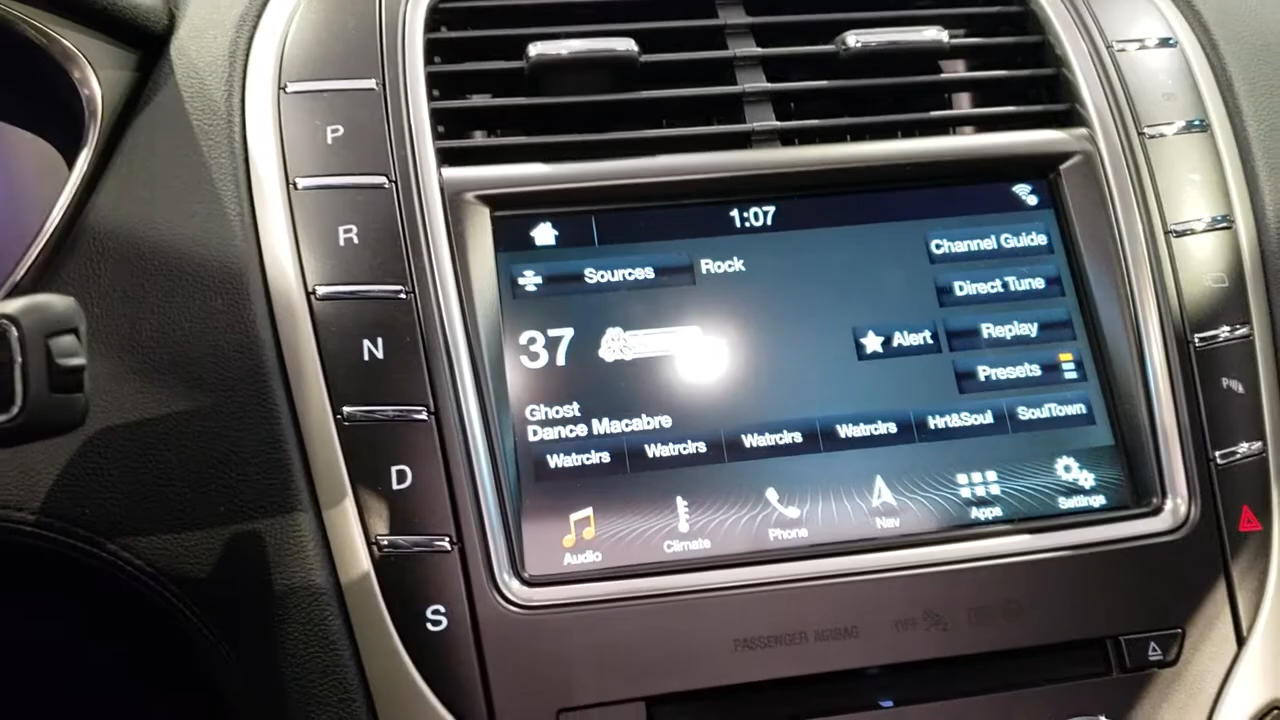 P
R
N
D
S
1:07
Sources
Rock
Channel Guide
Direct Tune
37
Alert
Replay
Presets
Ghost
Dance Macabre
Watrclrs
Watrclrs
Watrclrs
Watrclrs
Hrt&Soul
SoulTown
Audio
Climate
Phone
Nav
Apps
Settings
PASSENGER AIRBAG
OFF